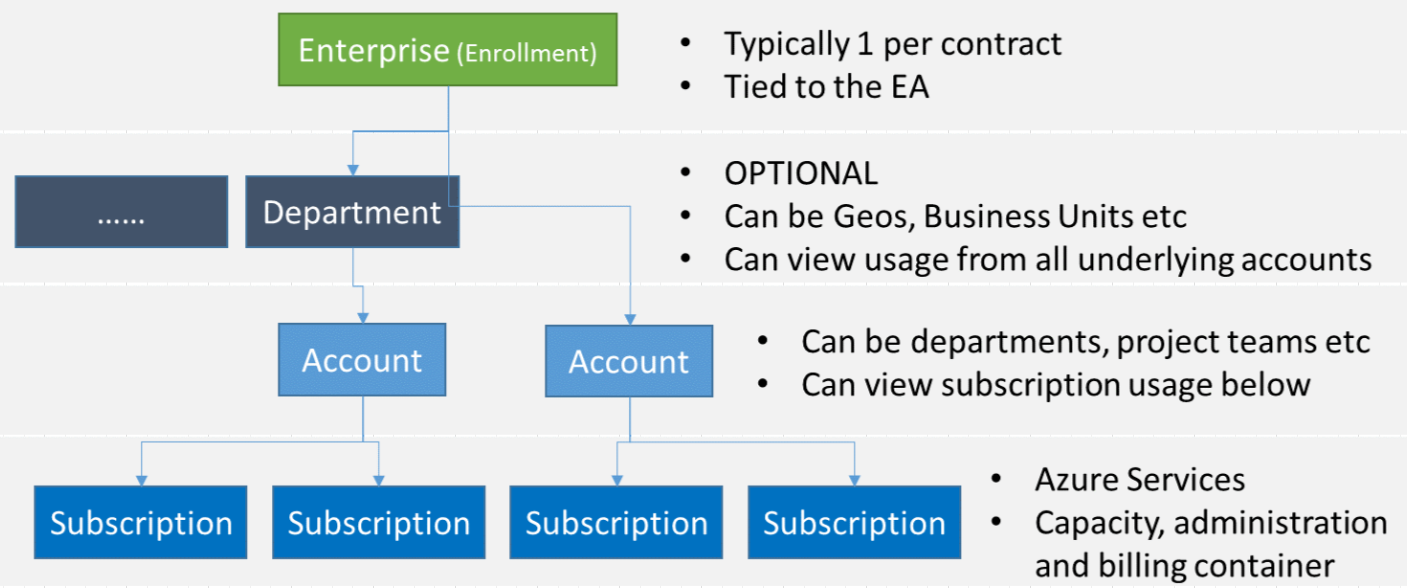 Enterprise (Enrollment)
• Typically 1 per contract
• Tied to the EA
......
Department
• OPTIONAL
• Can be Geos, Business Units etc
• Can view usage from all underlying accounts
Account
Account
• Can be departments, project teams etc
• Can view subscription usage below
Subscription
Subscription
Subscription
Subscription
• Azure Services
• Capacity, administration
and billing container